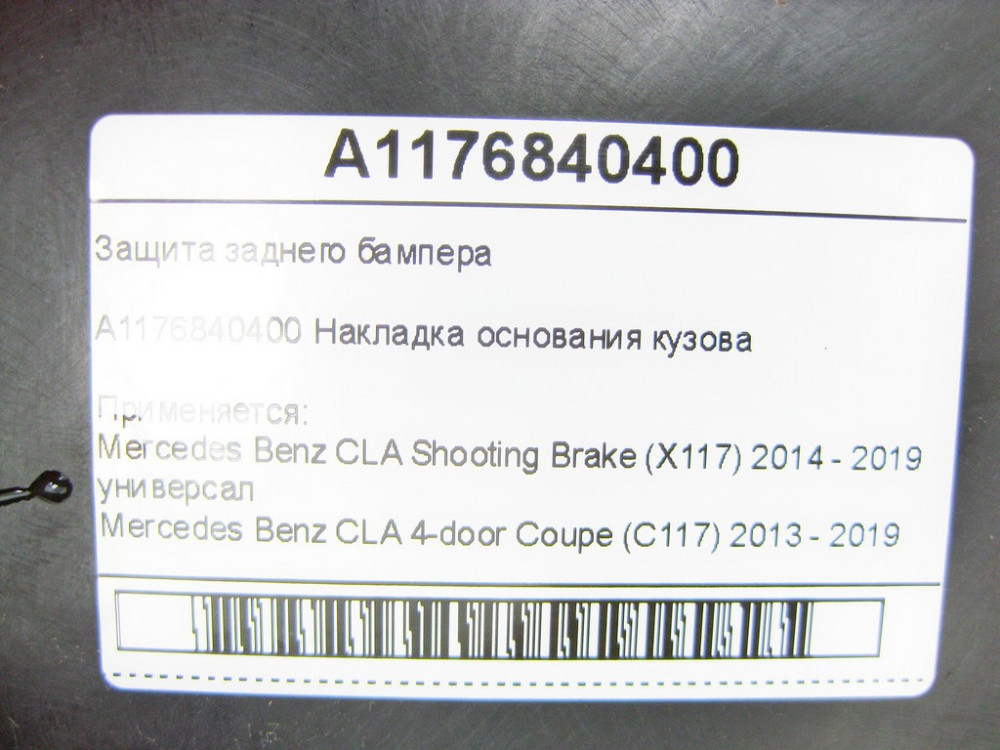 A1176840400
Защита заднего бампера
A1176840400 Накладка основания кузова
Применяется:
Mercedes Benz CLA Shooting Brake (X117) 2014 - 2019
универсал
Mercedes Benz CLA 4-door Coupe (C117) 2013 - 2019